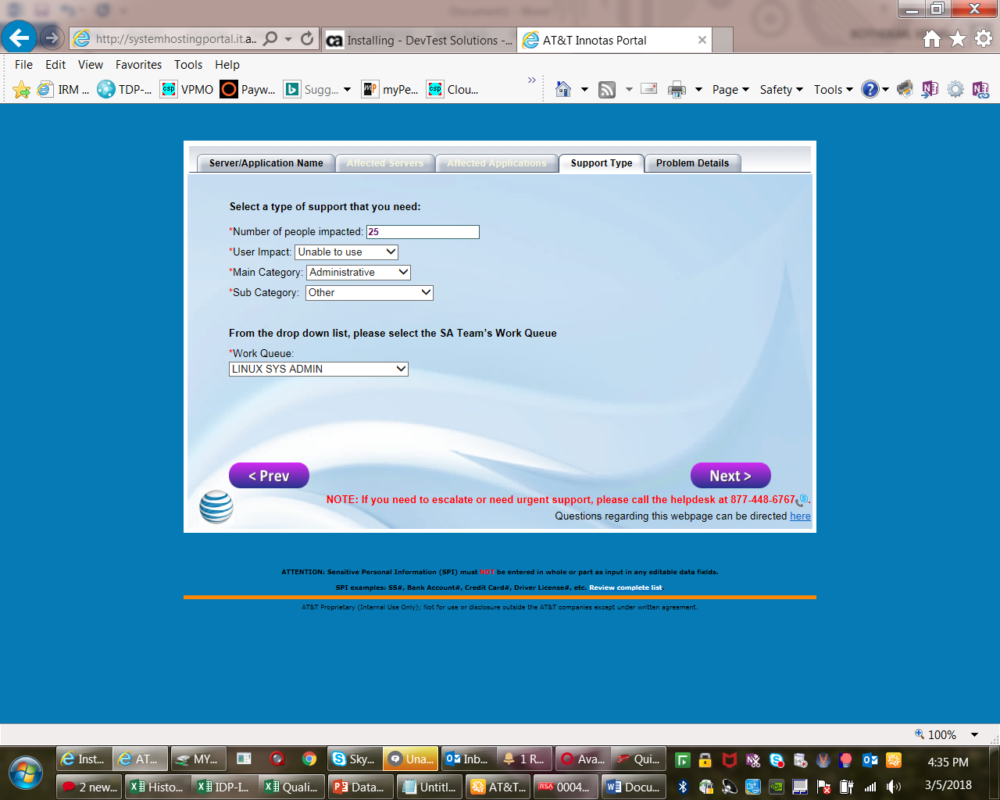 http://systemhostingportal.it.a...
ca Installing - DevTest Solutions -...
AT&T Innotas Portal
File Edit View Favorites Tools Help
IRM ...
TDP-...
csp VPMO
Payw...
Sugg...
myPe...
csp Clou...
Page Safety Tools
Server/Application Name
Affected Servers
Affected Applications
Support Type
Problem Details
Select a type of support that you need:
*Number of people impacted: 25
*User Impact: Unable to use
*Main Category: Administrative
*Sub Category: Other
From the drop down list, please select the SA Team's Work Queue
*Work Queue:
LINUX SYS ADMIN
< Prev
Next >
NOTE: If you need to escalate or need urgent support, please call the helpdesk at 877-448-6767.
Questions regarding this webpage can be directed here
ATTENTION: Sensitive Personal Information (SPI) must NOT be entered in whole or part as input in any editable data fields.
SPI examples: SS#, Bank Account#, Credit Card#, Driver License#, etc. Review complete list.
AT&T Proprietary (Internal Use Only); Not for use or disclosure outside the AT&T companies except under written agreement.
100%
Inst... AT... MY... Sky... Una... Inb... 1 R... Ava... Qui...
4:35 PM
2 new... Histo... IDP-I... Quali... Data... Untitl... AT&T... RSA 0004... Docu...
3/5/2018